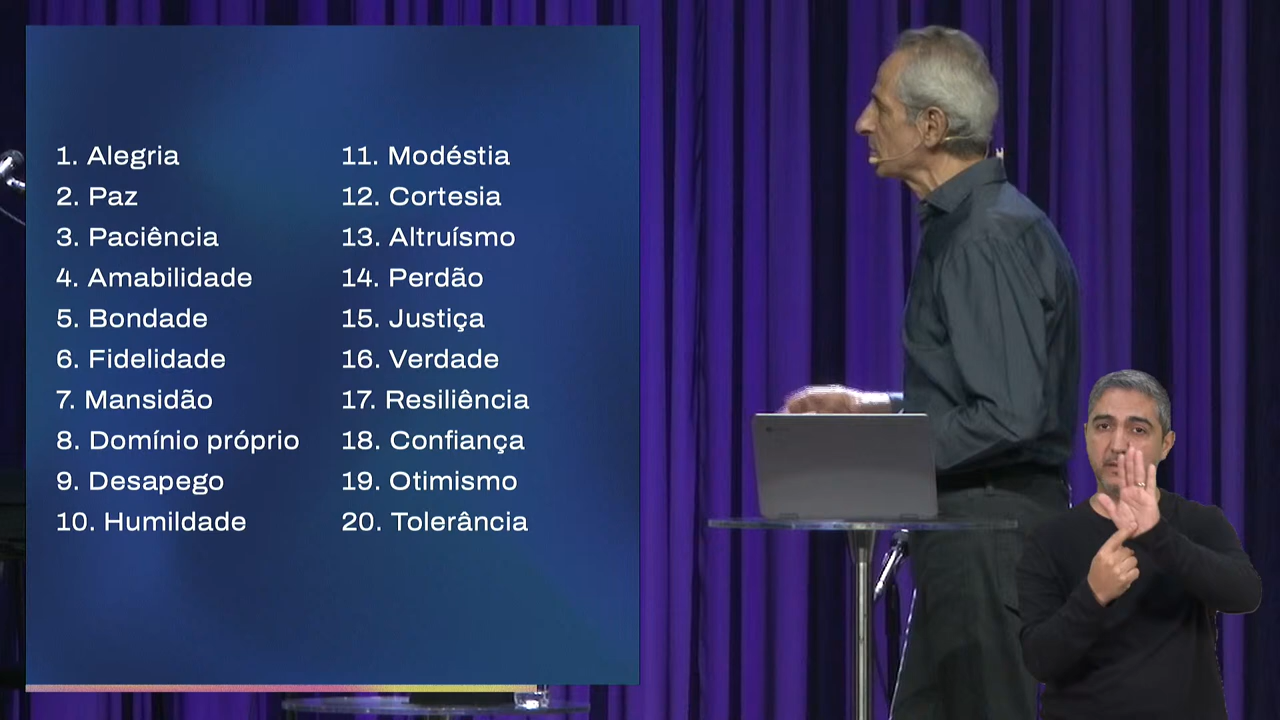 1. Alegria
2. Paz
3. Paciência
4. Amabilidade
5. Bondade
6. Fidelidade
7. Mansidão
8. Domínio próprio
9. Desapego
10. Humildade
11. Modéstia
12. Cortesia
13. Altruísmo
14. Perdão
15. Justiça
16. Verdade
17. Resiliência
18. Confiança
19. Otimismo
20. Tolerância